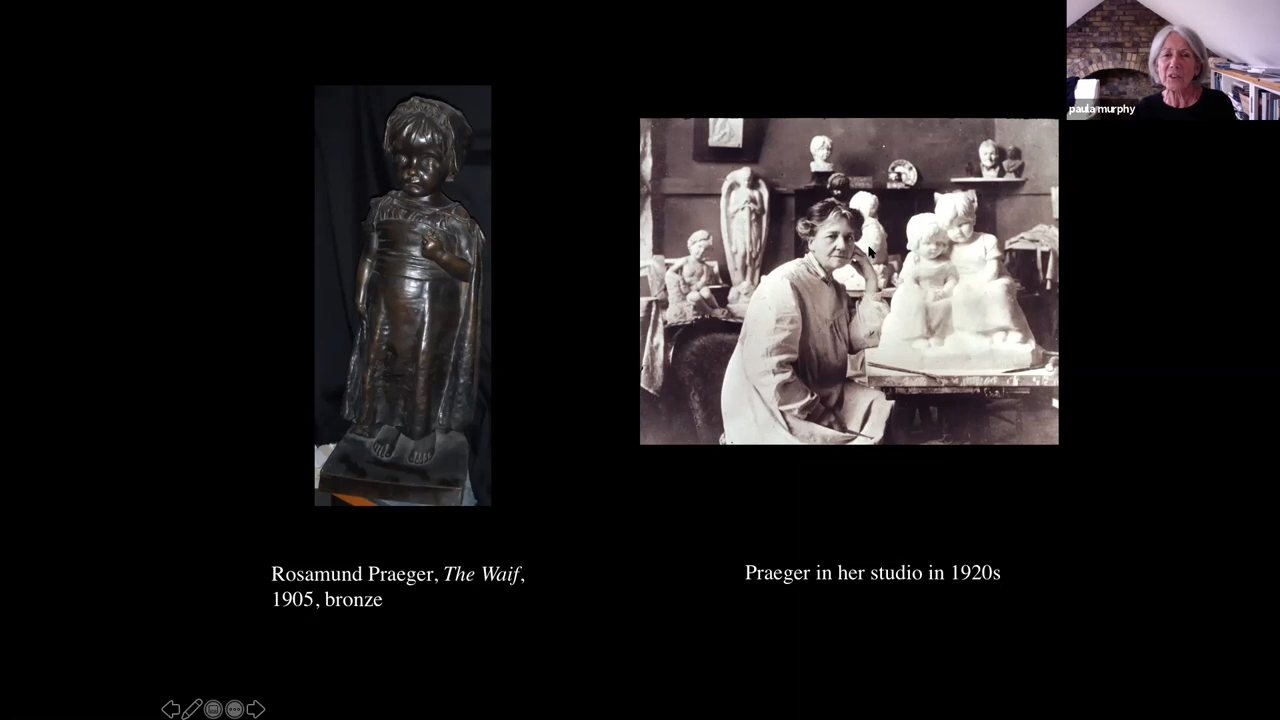 paula murphy
Rosamund Praeger, The Waif,
1905, bronze
Praeger in her studio in 1920s